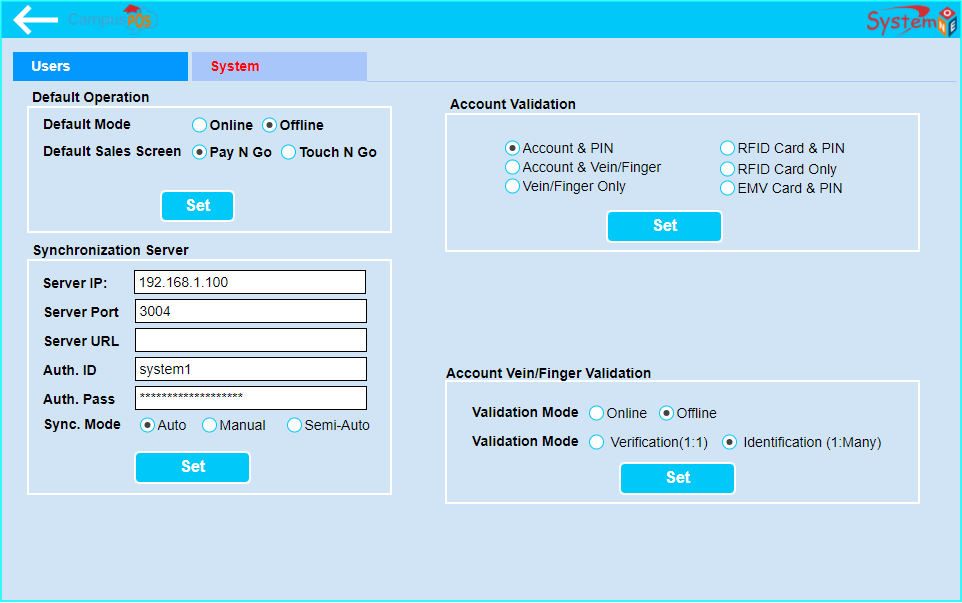 CampusPOS
SystemONE
Users
System
Default Operation
Default Mode Online Offline
Default Sales Screen Pay N Go Touch N Go
Set
Synchronization Server
Server IP: 192.168.1.100
Server Port 3004
Server URL
Auth. ID system1
Auth. Pass *******************
Sync. Mode Auto Manual Semi-Auto
Set
Account Validation
Account & PIN RFID Card & PIN
Account & Vein/Finger RFID Card Only
Vein/Finger Only EMV Card & PIN
Set
Account Vein/Finger Validation
Validation Mode Online Offline
Validation Mode Verification(1:1) Identification (1:Many)
Set